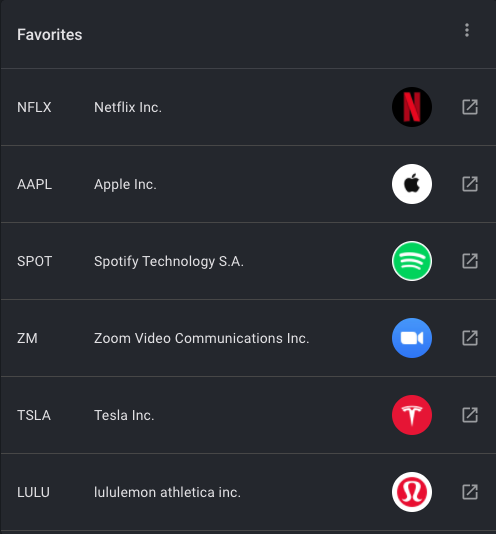 Favorites
NFLX Netflix Inc.
AAPL Apple Inc.
SPOT Spotify Technology S.A.
ZM Zoom Video Communications Inc.
TSLA Tesla Inc.
LULU lululemon athletica inc.